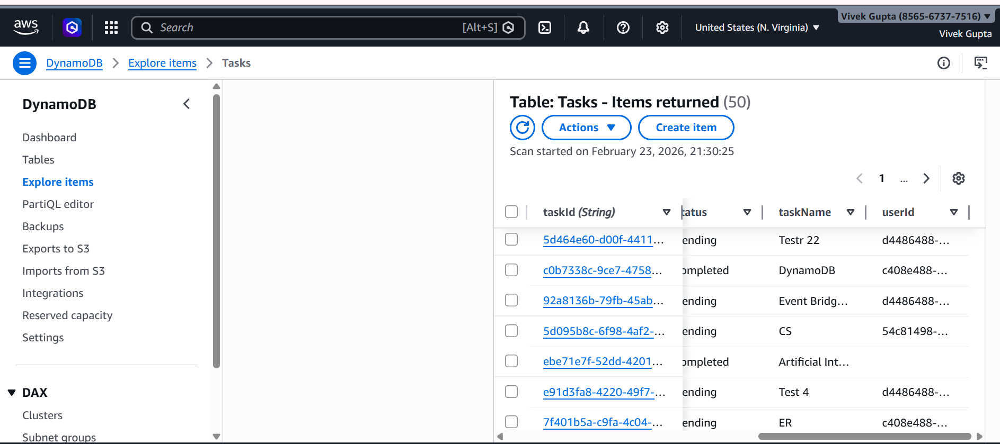 aws
Search
[Alt+S]
United States (N. Virginia)
Vivek Gupta (8565-6737-7516)
Vivek Gupta
DynamoDB
Explore items
Tasks
DynamoDB
Dashboard
Tables
Explore items
PartiQL editor
Backups
Exports to S3
Imports from S3
Integrations
Reserved capacity
Settings
DAX
Clusters
Subnet groups
Table: Tasks - Items returned (50)
Actions
Create item
Scan started on February 23, 2026, 21:30:25
1 ...
taskId (String) tatus taskName userId
5d464e60-d00f-4411... ending Testr 22 d4486488-...
c0b7338c-9ce7-4758... ompleted DynamoDB c408e488-...
92a8136b-79fb-45ab... ending Event Bridg... d4486488-...
5d095b8c-6f98-4af2-... ending CS 54c81498-...
ebe71e7f-52dd-4201... ompleted Artificial Int...
e91d3fa8-4220-49f7-... ending Test 4 d4486488-...
7f401b5a-c9fa-4c04-... ending ER c408e488-...